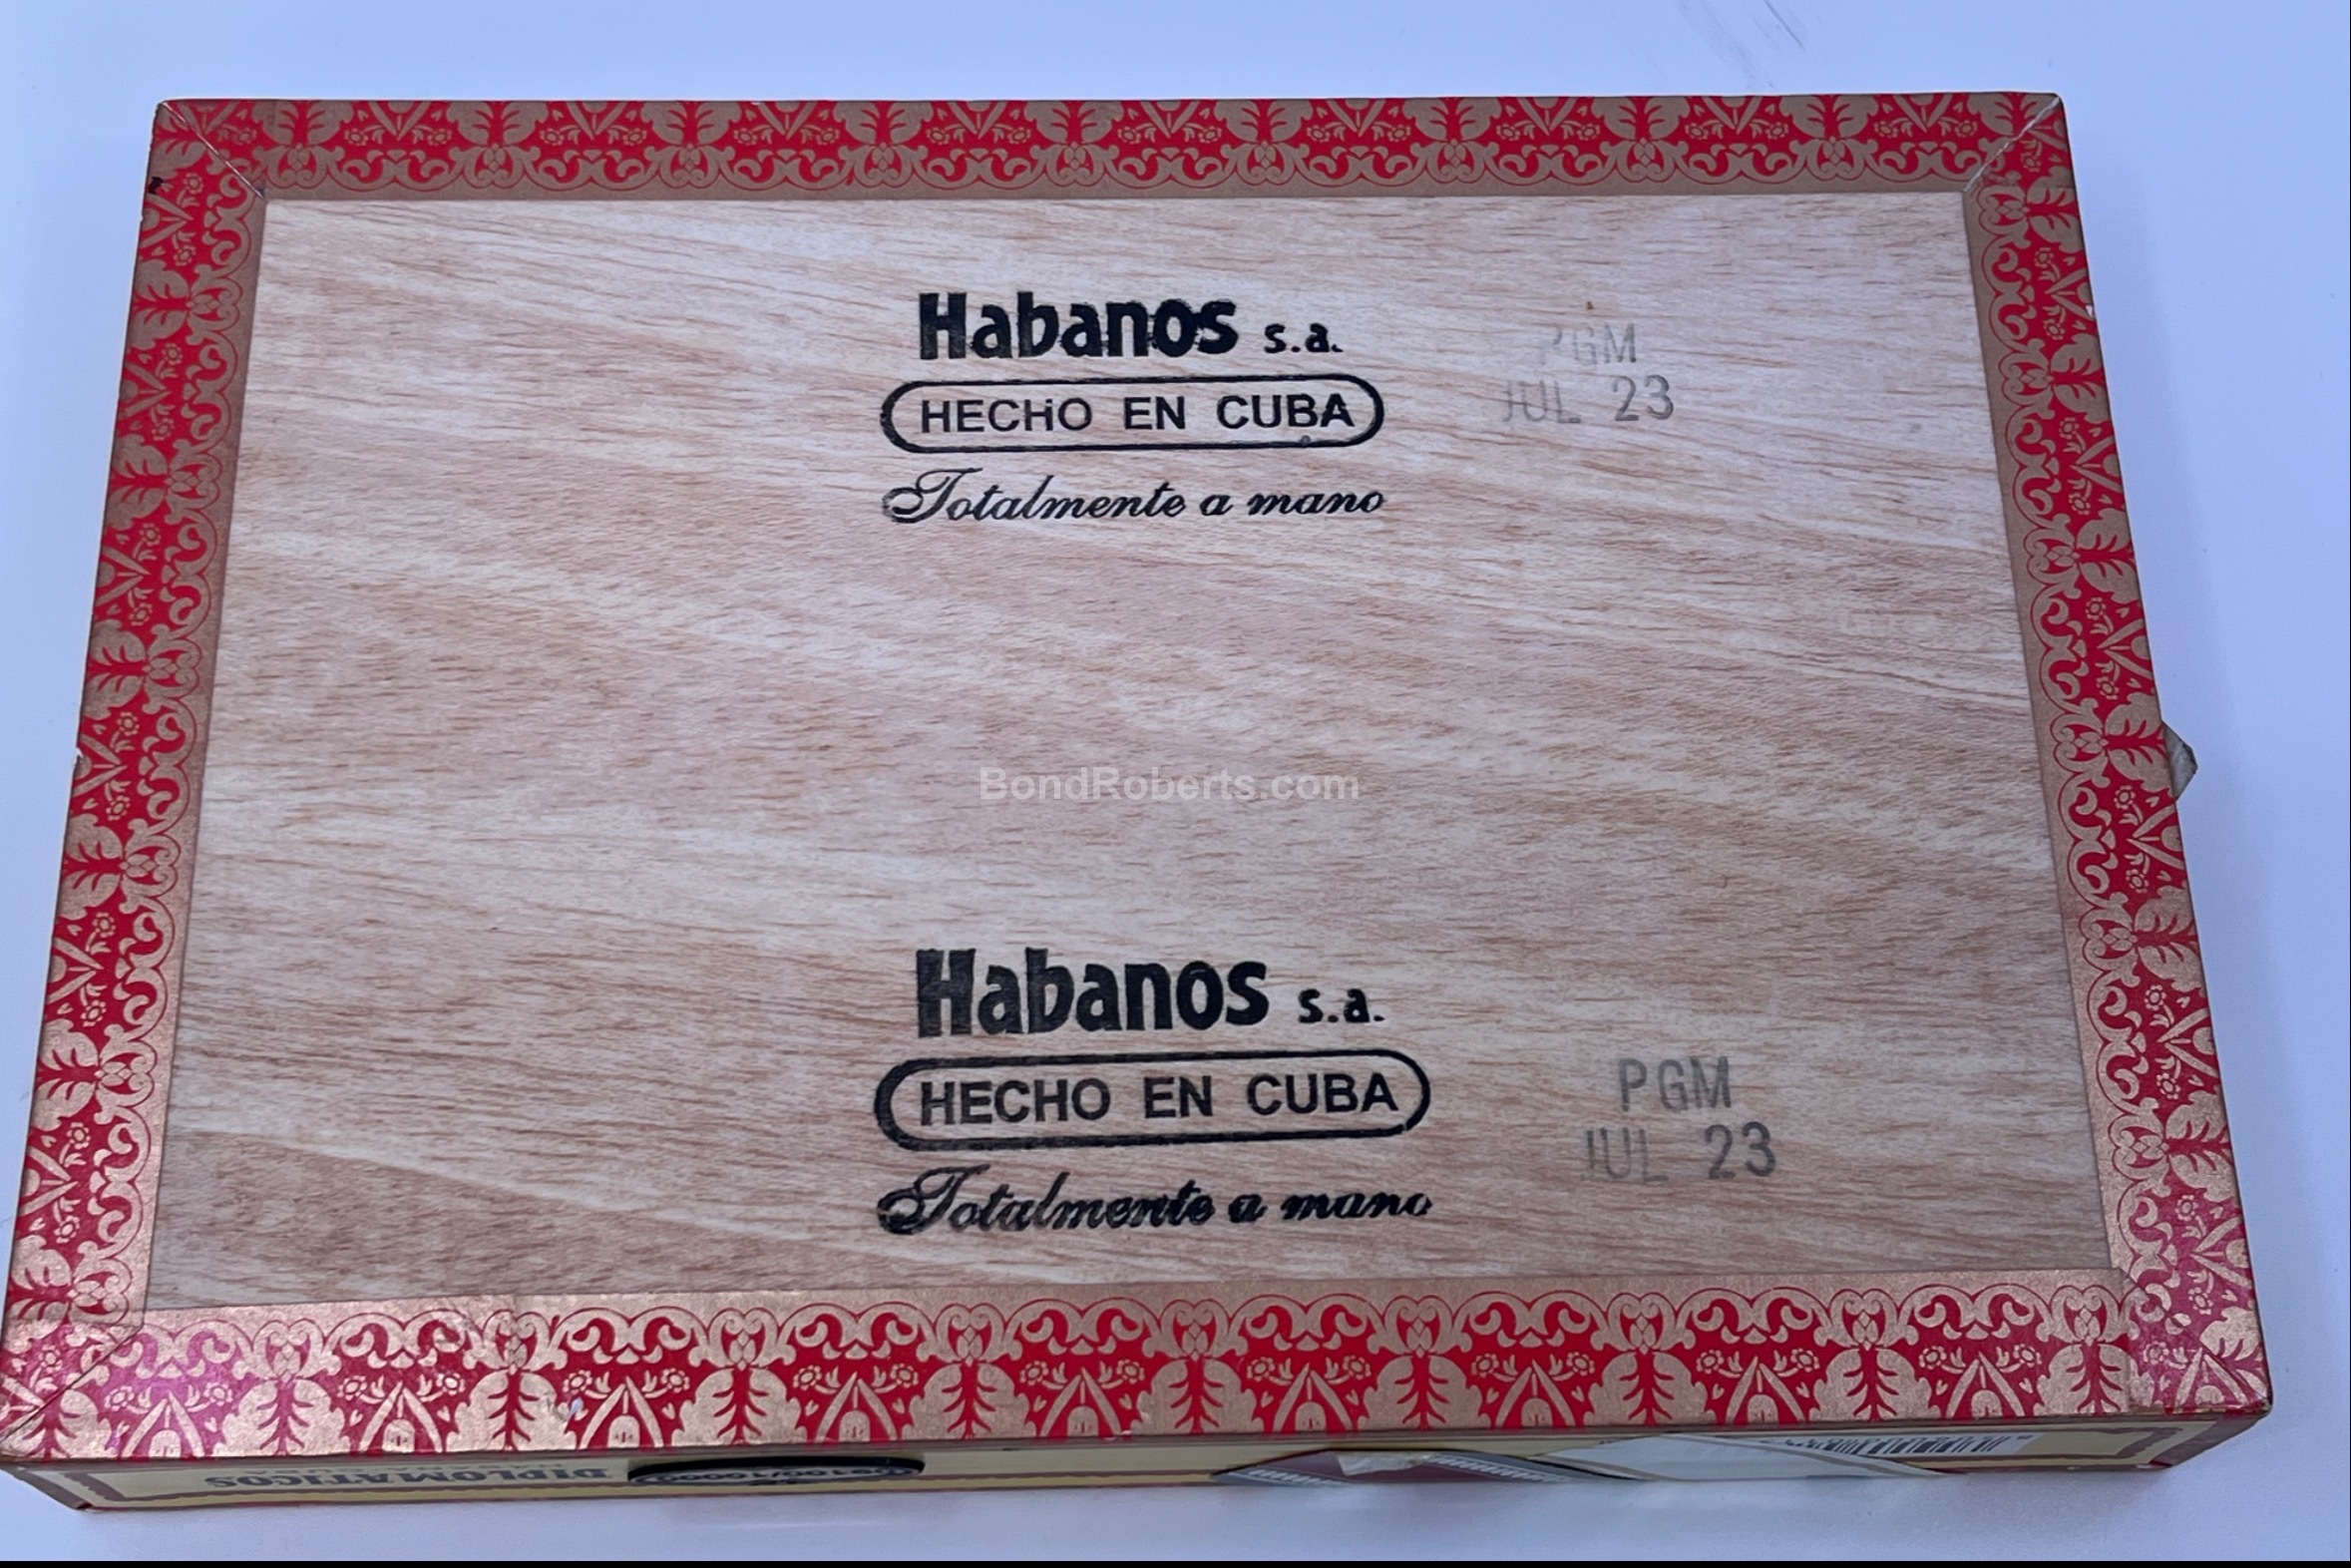 Habanos s.a.
HECHO EN CUBA
Totalmente a mano
PGM
JUL 23
BondRoberts.com
Habanos s.a.
HECHO EN CUBA
Totalmente a mano
PGM
JUL 23
DIPLOMATICOS